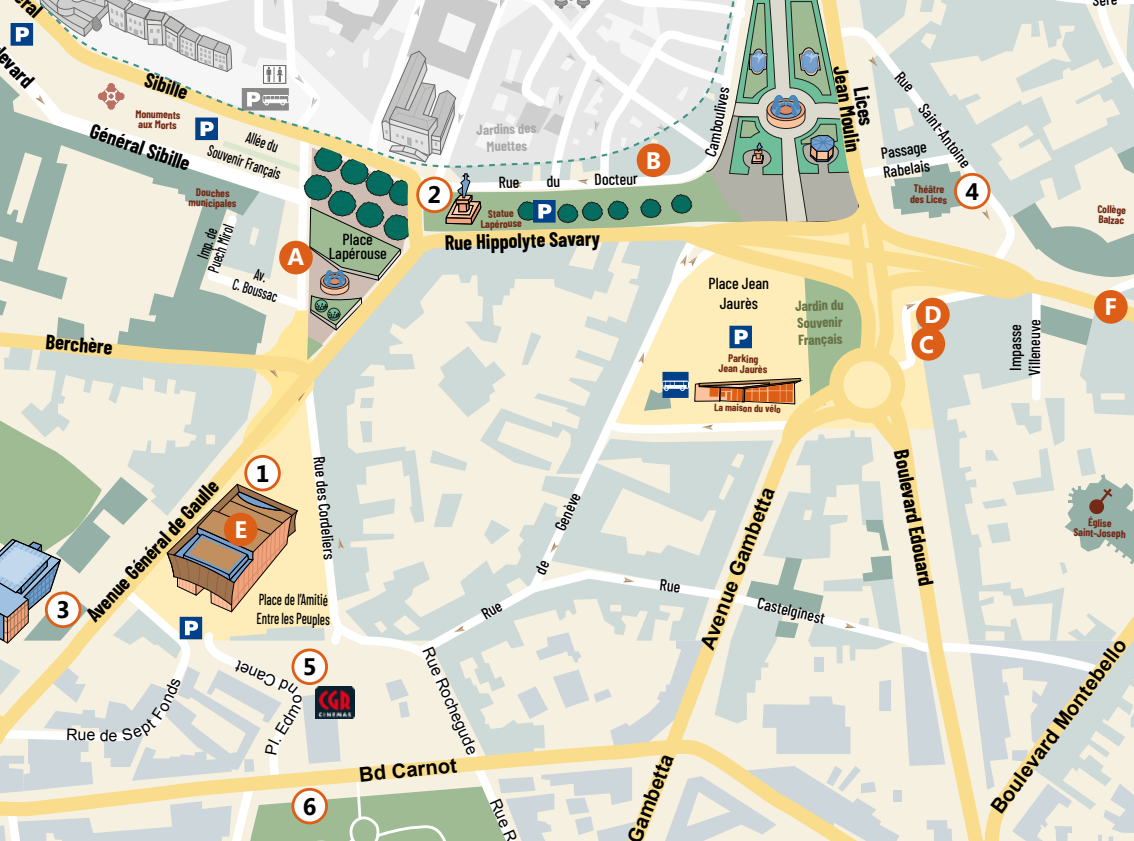 éral
P
levard
Sibille
Monuments
aux Morts
P
P
Général Sibille
Allée du
Souvenir Français
Douches
municipales
Imp. de
Puech Mirol
Av.
C. Boussac
A
Place
Lapérouse
Jardins des
Muettes
2
Statue
Lapérouse
P
Rue du Docteur
B
Camboulives
Rue Hippolyte Savary
Lices
Jean Moulin
Rue Saint-Antoine
Passage
Rabelais
Théâtre
des Lices
4
Sère
Collège
Balzac
Berchère
Place Jean
Jaurès
P
Parking
Jean Jaurès
La maison du vélo
Jardin du
Souvenir
Français
D
C
F
Impasse
Villeneuve
1
E
Avenue Général de Gaulle
3
Rue des Cordeliers
Place de l'Amitié
Entre les Peuples
P
Rue de Genève
Rue Castelginest
Avenue Gambetta
Boulevard Edouard
Église
Saint-Joseph
5
CGR
CINEMAS
Pl. Edmond Canet
Rue de Sept Fonds
Rue Rochegude
Bd Carnot
6
Rue R
Gambetta
Boulevard Montebello